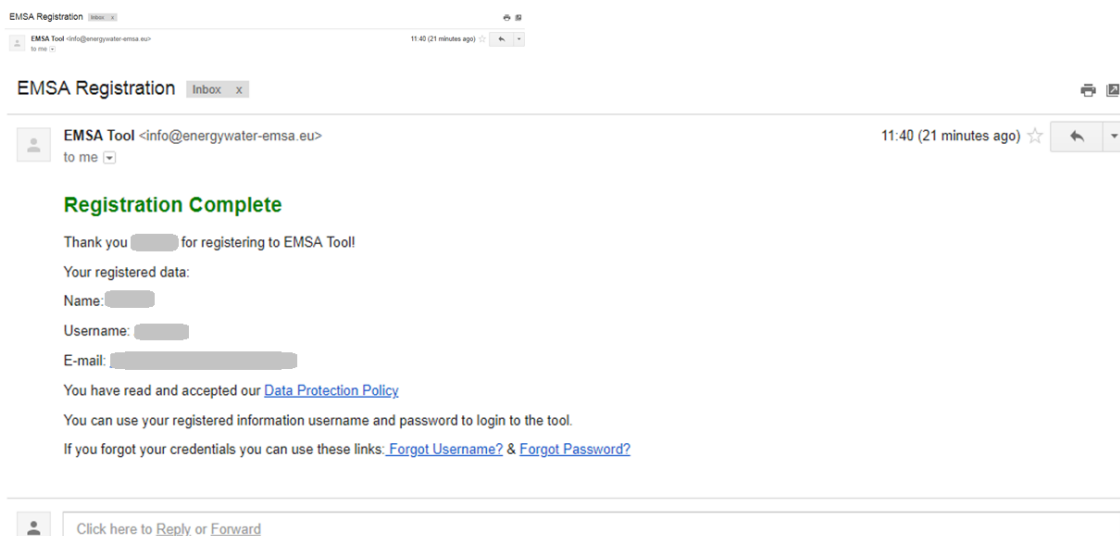 EMSA Registration Inbox x
EMSA Tool <info@energywater-emsa.eu> 11:40 (21 minutes ago)
to me
EMSA Registration Inbox x
EMSA Tool <info@energywater-emsa.eu> 11:40 (21 minutes ago)
to me
Registration Complete
Thank you for registering to EMSA Tool!
Your registered data:
Name:
Username:
E-mail:
You have read and accepted our Data Protection Policy
You can use your registered information username and password to login to the tool.
If you forgot your credentials you can use these links: Forgot Username? & Forgot Password?
Click here to Reply or Forward